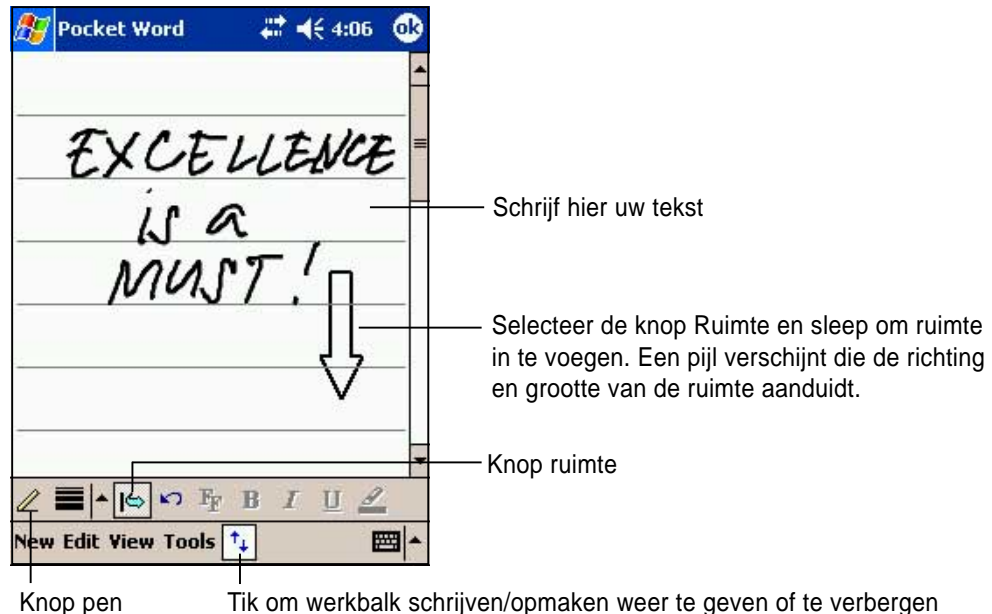 Pocket Word 4:06 ok
EXCELLENCE
is a
MUST!
Schrijf hier uw tekst
Selecteer de knop Ruimte en sleep om ruimte
in te voegen. Een pijl verschijnt die de richting
en grootte van de ruimte aanduidt.
Knop ruimte
FF B I U
New Edit View Tools
Knop pen
Tik om werkbalk schrijven/opmaken weer te geven of te verbergen